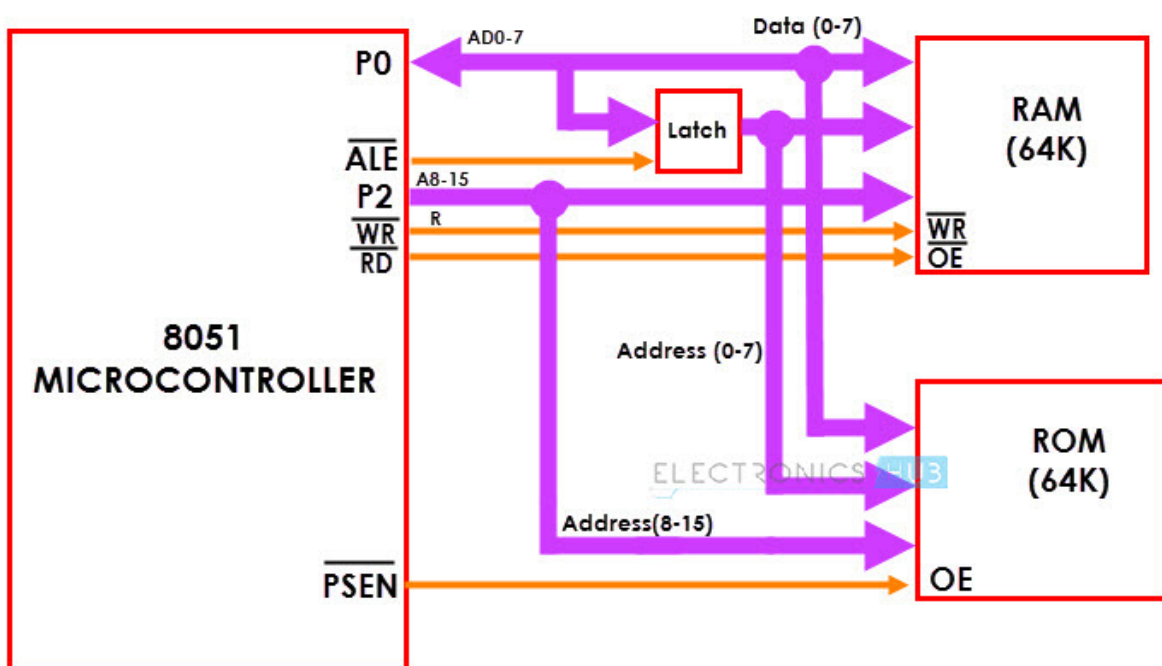 Data (0-7)
AD0-7
P0
RAM
(64K)
Latch
ALE
A8-15
P2
R
WR
WR
RD
OE
8051
MICROCONTROLLER
Address (0-7)
ROM
(64K)
ELECTRONICS HUB
Address(8-15)
PSEN
OE